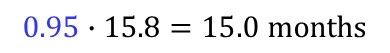 0.95 · 15.8 = 15.0 months